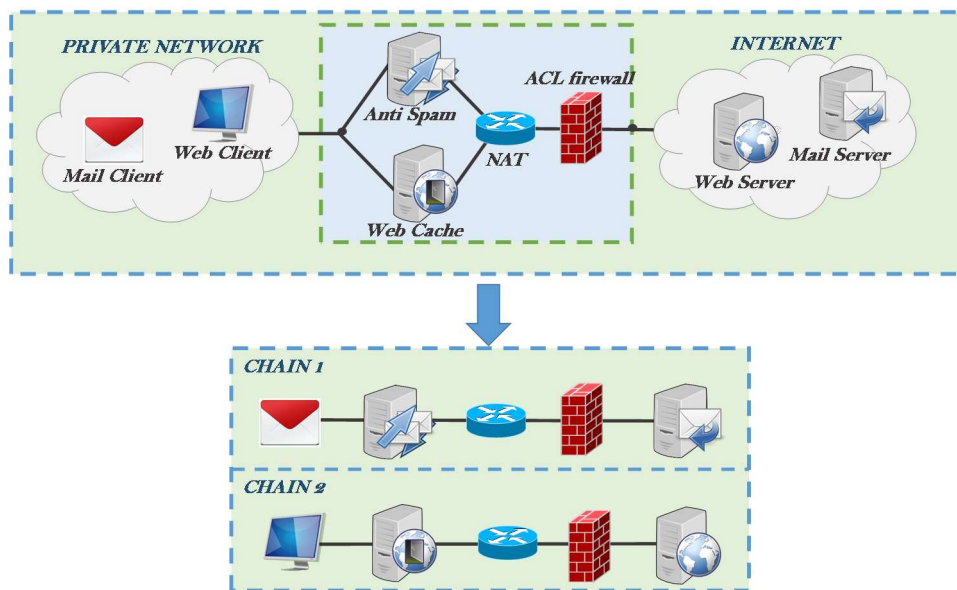 PRIVATE NETWORK
INTERNET
ACL firewall
Anti Spam
Web Client
Mail Client
NAT
Mail Server
Web Server
Web Cache
CHAIN 1
CHAIN 2